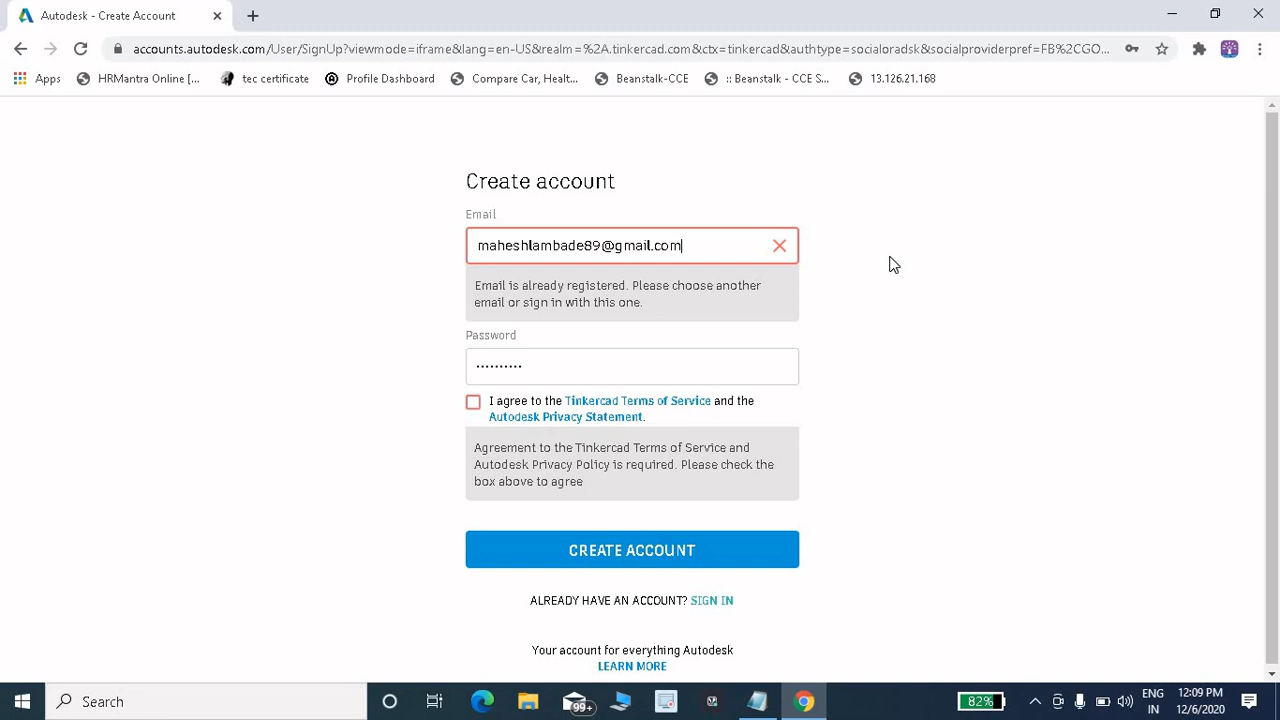 Autodesk - Create Account
accounts.autodesk.com/User/SignUp?viewmode=iframe&lang=en-US&realm=%2A.tinkercad.com&ctx=tinkercad&authtype=socialoradsk&socialproviderpref=FB%2CGO...
Apps HRMantra Online [... tec certificate Profile Dashboard Compare Car, Healt... Beanstalk-CCE :: Beanstalk - CCE S... 13.126.21.168
Create account
Email
maheshlambade89@gmail.com
Email is already registered. Please choose another
email or sign in with this one.
Password
I agree to the Tinkercad Terms of Service and the
Autodesk Privacy Statement.
Agreement to the Tinkercad Terms of Service and
Autodesk Privacy Policy is required. Please check the
box above to agree
CREATE ACCOUNT
ALREADY HAVE AN ACCOUNT? SIGN IN
Your account for everything Autodesk
LEARN MORE
Search 99+ 82% ENG 12:09 PM
IN 12/6/2020